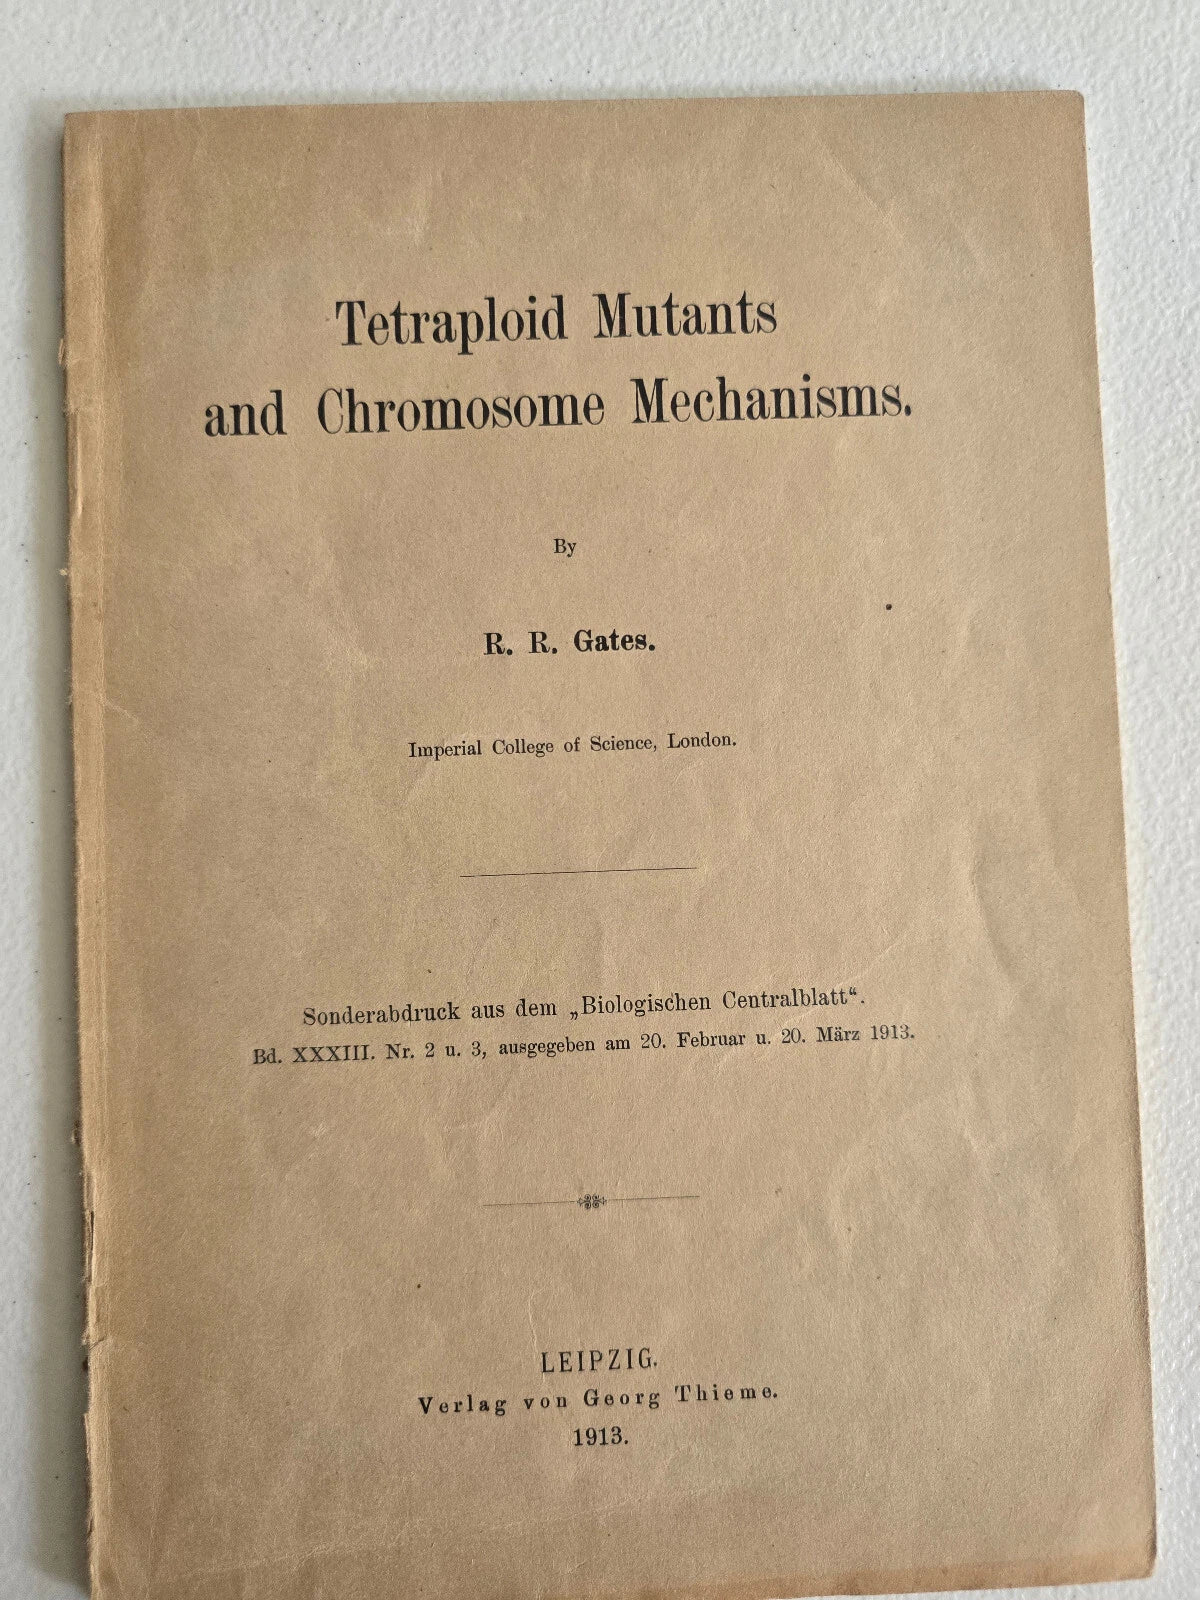 Tetraploid Mutants
and Chromosome Mechanisms.
By
R. R. Gates.
Imperial College of Science, London.
Sonderabdruck aus dem „Biologischen Centralblatt“.
Bd. XXXIII. Nr. 2 u. 3, ausgegeben am 20. Februar u. 20. März 1913.
LEIPZIG.
Verlag von Georg Thieme.
1913.